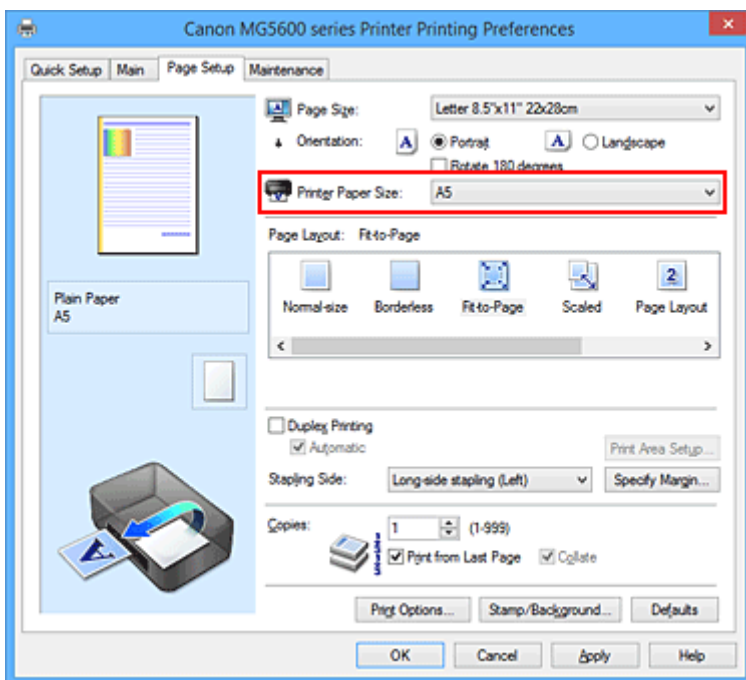 Canon MG5600 series Printer Printing Preferences
Quick Setup Main Page Setup Maintenance
Page Size: Letter 8.5"x11" 22x28cm
Orientation: A Portrait A Landscape
Rotate 180 degrees
Printer Paper Size: A5
Page Layout: Fit-to-Page
Normal-size Borderless Fit-to-Page Scaled Page Layout
Plain Paper
A5
Duplex Printing
Automatic
Print Area Setup...
Stapling Side: Long-side stapling (Left) Specify Margin...
Copies: 1 (1-999)
Print from Last Page Collate
Print Options... Stamp/Background... Defaults
OK Cancel Apply Help